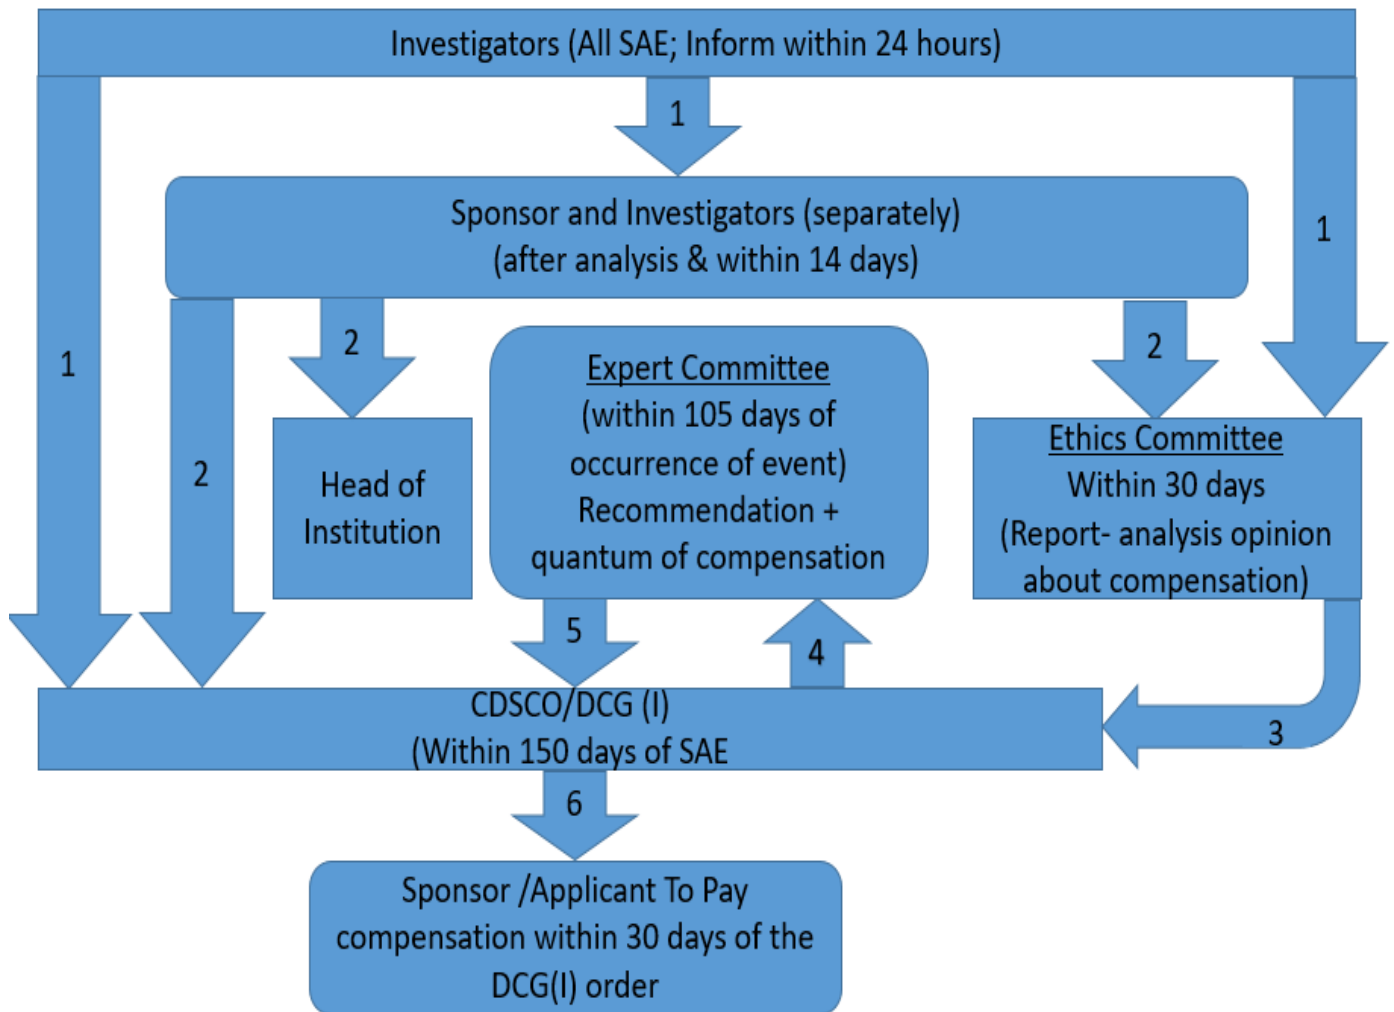 Investigators (All SAE; Inform within 24 hours)
1
1
1
Sponsor and Investigators (separately)
(after analysis & within 14 days)
2
2
2
Head of
Institution
Expert Committee
(within 105 days of
occurrence of event)
Recommendation +
quantum of compensation
Ethics Committee
Within 30 days
(Report- analysis opinion
about compensation)
5
4
3
CDSCO/DCG (I)
(Within 150 days of SAE
6
Sponsor /Applicant To Pay
compensation within 30 days of the
DCG(I) order